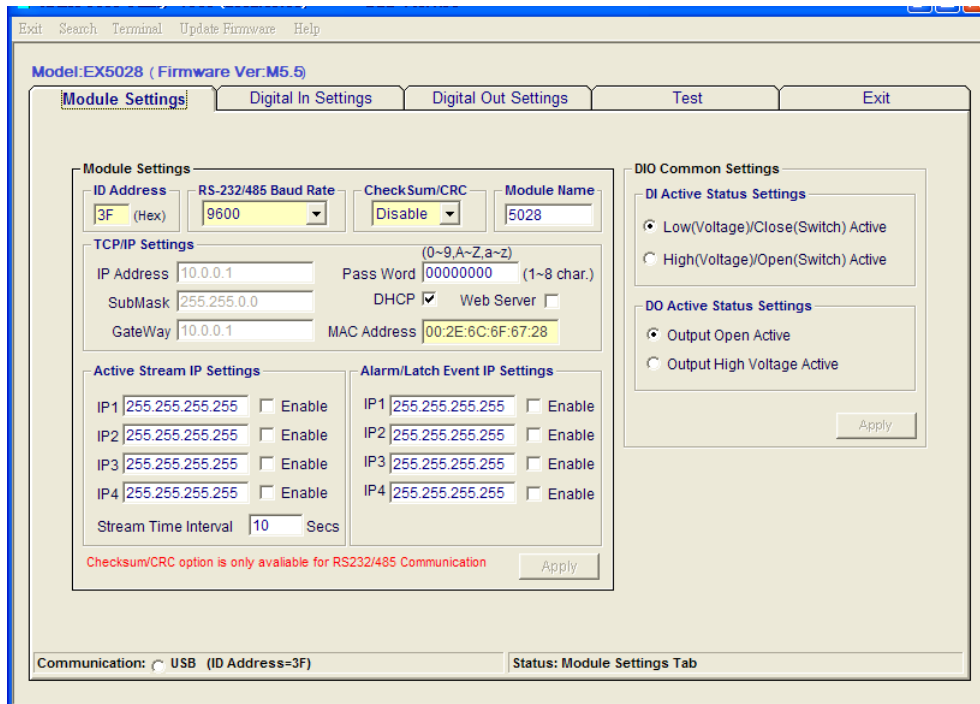 Exit Search Terminal Update Firmware Help
Model:EX5028 ( Firmware Ver:M5.5)
Module Settings Digital In Settings Digital Out Settings Test Exit
Module Settings
ID Address RS-232/485 Baud Rate CheckSum/CRC Module Name
3F (Hex) 9600 Disable 5028
TCP/IP Settings
(0~9,A~Z,a~z)
IP Address 10.0.0.1 Pass Word 00000000 (1~8 char.)
SubMask 255.255.0.0 DHCP Web Server
GateWay 10.0.0.1 MAC Address 00:2E:6C:6F:67:28
Active Stream IP Settings
IP1 255.255.255.255 Enable
IP2 255.255.255.255 Enable
IP3 255.255.255.255 Enable
IP4 255.255.255.255 Enable
Stream Time Interval 10 Secs
Alarm/Latch Event IP Settings
IP1 255.255.255.255 Enable
IP2 255.255.255.255 Enable
IP3 255.255.255.255 Enable
IP4 255.255.255.255 Enable
Checksum/CRC option is only avaliable for RS232/485 Communication Apply
DIO Common Settings
DI Active Status Settings
Low(Voltage)/Close(Switch) Active
High(Voltage)/Open(Switch) Active
DO Active Status Settings
Output Open Active
Output High Voltage Active
Apply
Communication: USB (ID Address=3F) Status: Module Settings Tab